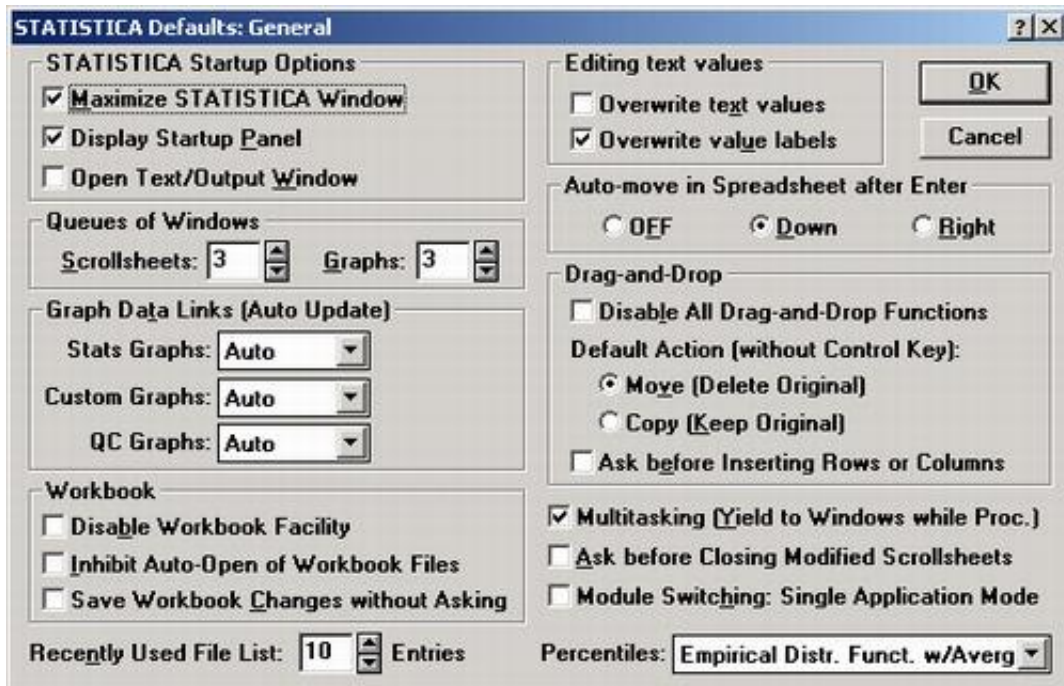 STATISTICA Defaults: General
STATISTICA Startup Options
Maximize STATISTICA Window
Display Startup Panel
Open Text/Output Window
Queues of Windows
Scrollsheets: 3 Graphs: 3
Graph Data Links (Auto Update)
Stats Graphs: Auto
Custom Graphs: Auto
QC Graphs: Auto
Workbook
Disable Workbook Facility
Inhibit Auto-Open of Workbook Files
Save Workbook Changes without Asking
Recently Used File List: 10 Entries
Editing text values
Overwrite text values
Overwrite value labels
OK
Cancel
Auto-move in Spreadsheet after Enter
OFF Down Right
Drag-and-Drop
Disable All Drag-and-Drop Functions
Default Action (without Control Key):
Move (Delete Original)
Copy (Keep Original)
Ask before Inserting Rows or Columns
Multitasking (Yield to Windows while Proc.)
Ask before Closing Modified Scrollsheets
Module Switching: Single Application Mode
Percentiles: Empirical Distr. Funct. w/Averg